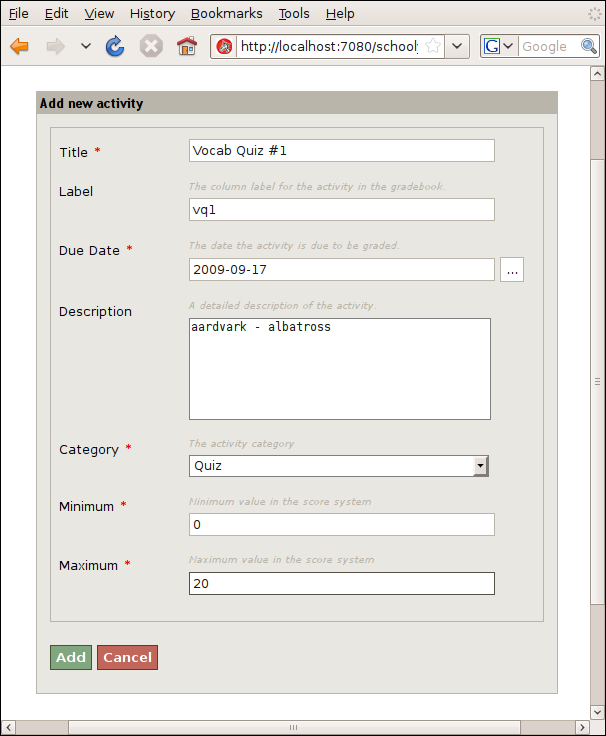 File Edit View History Bookmarks Tools Help
http://localhost:7080/school
Google
Add new activity
Title *
Vocab Quiz #1
Label
The column label for the activity in the gradebook.
vq1
Due Date *
The date the activity is due to be graded.
2009-09-17
...
Description
A detailed description of the activity.
aardvark - albatross
Category *
The activity category
Quiz
Minimum *
Minimum value in the score system
0
Maximum *
Maximum value in the score system
20
Add Cancel